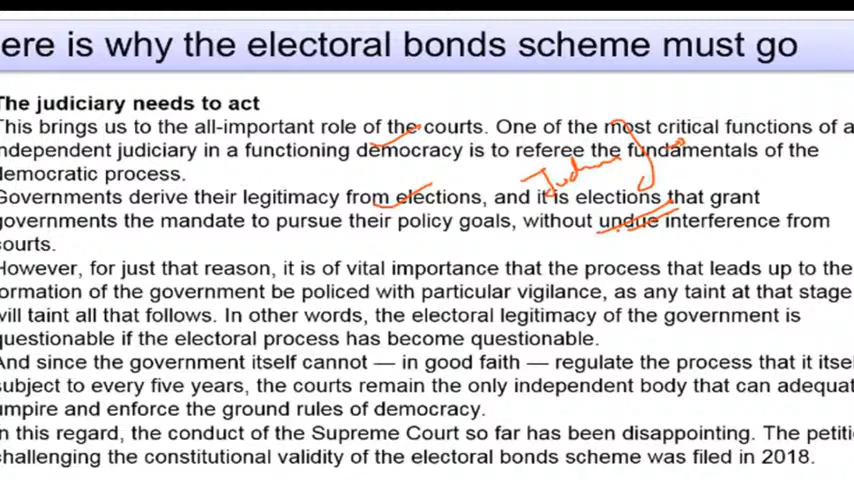 ere is why the electoral bonds scheme must go
The judiciary needs to act
This brings us to the all-important role of the courts. One of the most critical functions of a
ndependent judiciary in a functioning democracy is to referee the fundamentals of the
democratic process.
Governments derive their legitimacy from elections, and it is elections that grant
governments the mandate to pursue their policy goals, without undue interference from
courts.
However, for just that reason, it is of vital importance that the process that leads up to the
ormation of the government be policed with particular vigilance, as any taint at that stage
will taint all that follows. In other words, the electoral legitimacy of the government is
questionable if the electoral process has become questionable.
And since the government itself cannot — in good faith — regulate the process that it itsel
subject to every five years, the courts remain the only independent body that can adequat
umpire and enforce the ground rules of democracy.
n this regard, the conduct of the Supreme Court so far has been disappointing. The petiti
challenging the constitutional validity of the electoral bonds scheme was filed in 2018.